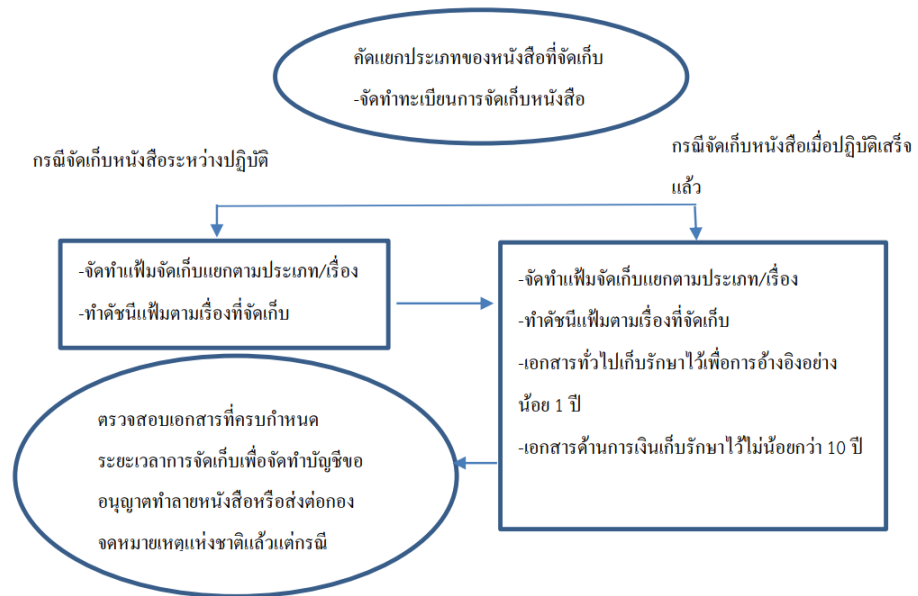 คัดแยกประเภทของหนังสือที่จัดเก็บ
-จัดทำทะเบียนการจัดเก็บหนังสือ
กรณีจัดเก็บหนังสือระหว่างปฏิบัติ
กรณีจัดเก็บหนังสือเมื่อปฏิบัติเสร็จ
แล้ว
-จัดทำแฟ้มจัดเก็บแยกตามประเภท/เรื่อง
-ทำดัชนีแฟ้มตามเรื่องที่จัดเก็บ
-จัดทำแฟ้มจัดเก็บแยกตามประเภท/เรื่อง
-ทำดัชนีแฟ้มตามเรื่องที่จัดเก็บ
-เอกสารทั่วไปเก็บรักษาไว้เพื่อการอ้างอิงอย่าง
น้อย 1 ปี
-เอกสารด้านการเงินเก็บรักษาไว้ไม่น้อยกว่า 10 ปี
ตรวจสอบเอกสารที่ครบกำหนด
ระยะเวลาการจัดเก็บเพื่อจัดทำบัญชีขอ
อนุญาตทำลายหนังสือหรือส่งต่อกอง
จดหมายเหตุแห่งชาติแล้วแต่กรณี